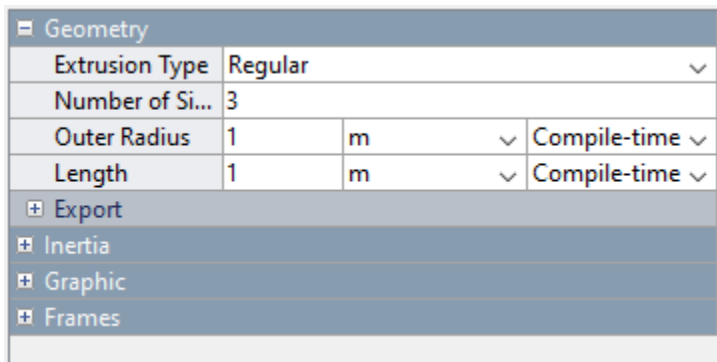 Geometry
Extrusion Type Regular
Number of Si... 3
Outer Radius 1 m Compile-time
Length 1 m Compile-time
Export
Inertia
Graphic
Frames